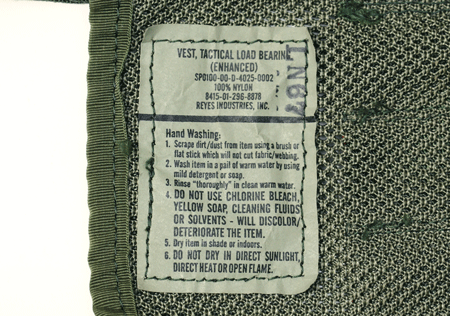 VEST, TACTICAL LOAD BEARING
(ENHANCED)
SPO100-00-D-4025-0002
100% NYLON
8415-01-296-8878
REYES INDUSTRIES, INC.
Hand Washing:
1. Scrape dirt/dust from item using a brush or
flat stick which will not cut fabric/webbing.
2. Wash item in a pail of warm water by using
mild detergent or soap.
3. Rinse "thoroughly" in clean warm water.
4. DO NOT USE CHLORINE BLEACH,
YELLOW SOAP, CLEANING FLUIDS
OR SOLVENTS - WILL DISCOLOR/
DETERIORATE THE ITEM.
5. Dry item in shade or indoors.
6. DO NOT DRY IN DIRECT SUNLIGHT,
DIRECT HEAT OR OPEN FLAME.